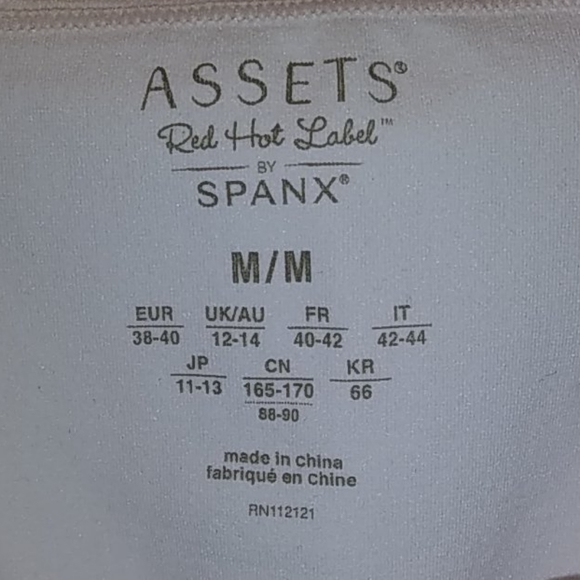 ASSETS®
Red Hot Label™
BY
SPANX®
M/M
EUR UK/AU FR IT
38-40 12-14 40-42 42-44
JP CN KR
11-13 165-170 66
88-90
made in china
fabriqué en chine
RN112121